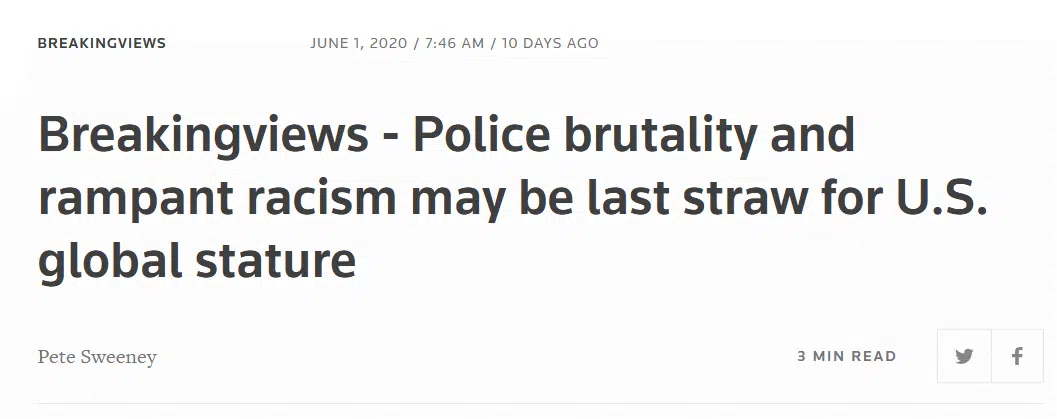 BREAKINGVIEWS JUNE 1, 2020 / 7:46 AM / 10 DAYS AGO
Breakingviews - Police brutality and
rampant racism may be last straw for U.S.
global stature
Pete Sweeney 3 MIN READ